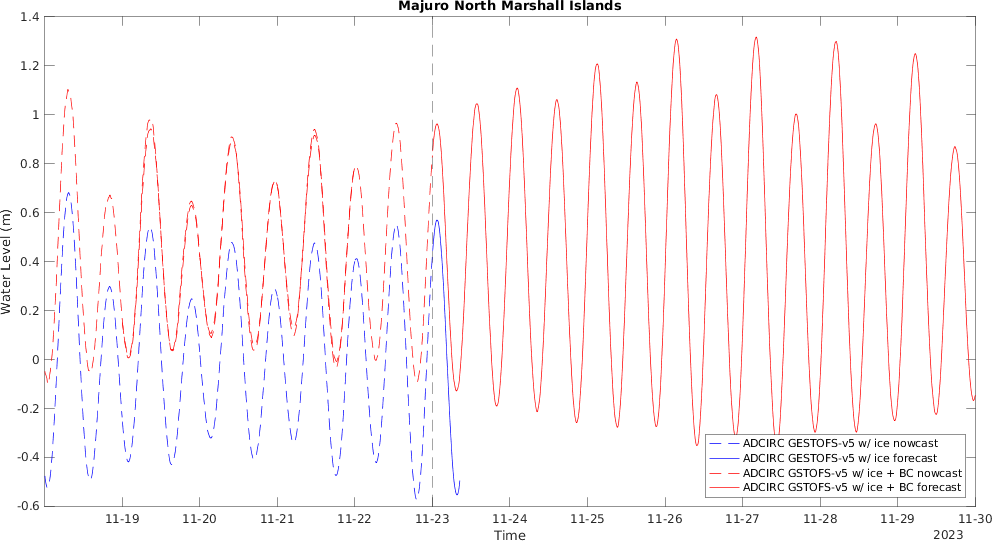 Majuro North Marshall Islands
1.4
1.2
1
0.8
0.6
0.4
0.2
0
-0.2
-0.4
-0.6
Water Level (m)
ADCIRC GESTOFS-v5 w/ ice nowcast
ADCIRC GESTOFS-v5 w/ ice forecast
ADCIRC GSTOFS-v5 w/ ice + BC nowcast
ADCIRC GSTOFS-v5 w/ ice + BC forecast
11-19 11-20 11-21 11-22 11-23 11-24 11-25 11-26 11-27 11-28 11-29 11-30
Time
2023